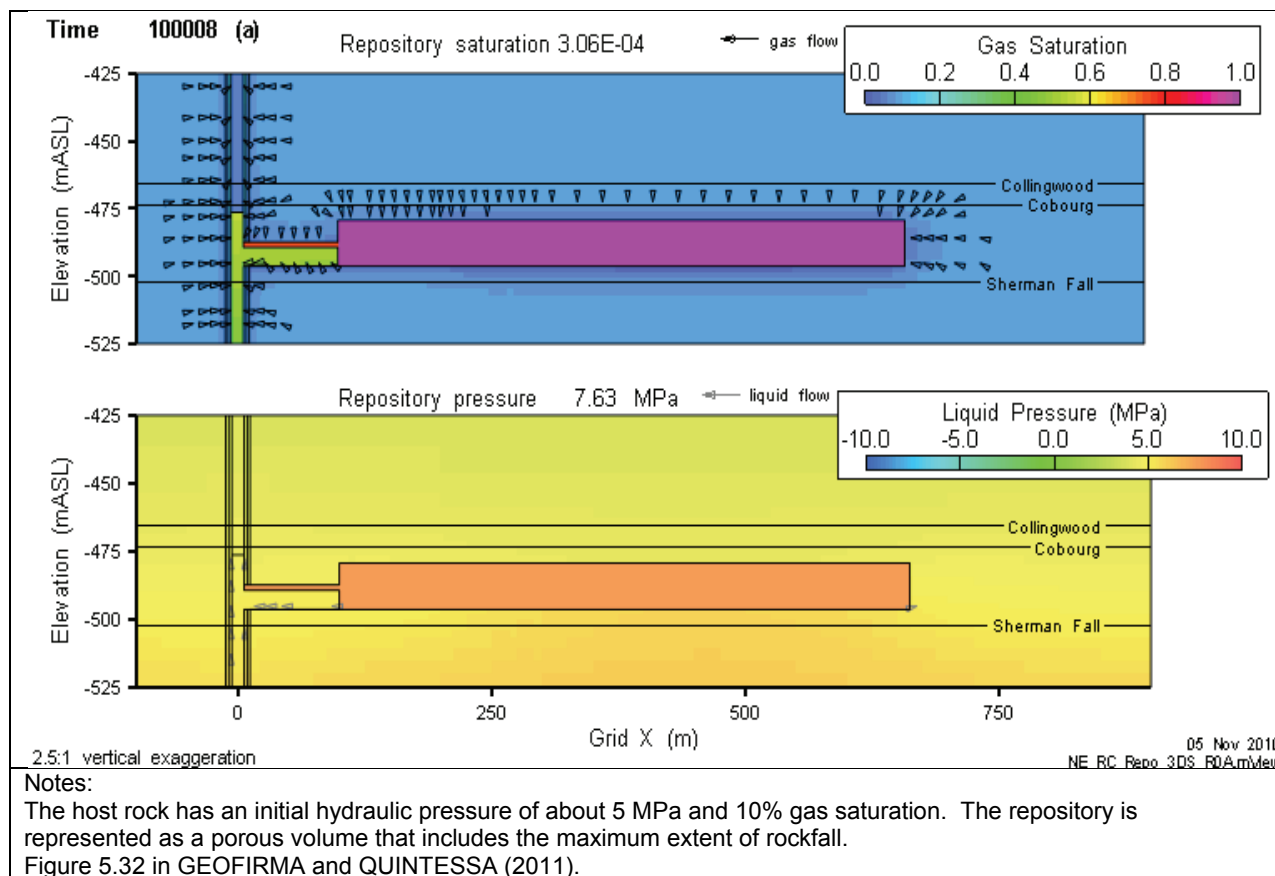 Time 100008 (a)
Repository saturation 3.06E-04
gas flow
Gas Saturation
0.0 0.2 0.4 0.6 0.8 1.0
Elevation (mASL)
-425
-450
-475
-500
-525
Collingwood
Cobourg
Sherman Fall
Repository pressure 7.63 MPa
liquid flow
Liquid Pressure (MPa)
-10.0 -5.0 0.0 5.0 10.0
Elevation (mASL)
-425
-450
-475
-500
-525
Collingwood
Cobourg
Sherman Fall
0 250 500 750
Grid X (m)
2.5:1 vertical exaggeration
05 Nov 2010
NE_RC_Repo_3DS_R0A.mView
Notes:
The host rock has an initial hydraulic pressure of about 5 MPa and 10% gas saturation. The repository is
represented as a porous volume that includes the maximum extent of rockfall.
Figure 5.32 in GEOFIRMA and QUINTESSA (2011).